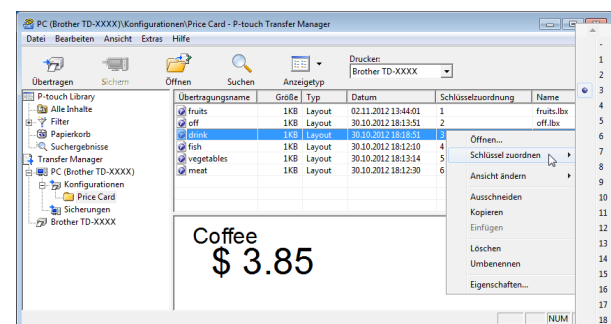 PC (Brother TD-XXXX)\Konfigurationen\Price Card - P-touch Transfer Manager
Datei Bearbeiten Ansicht Extras Hilfe
Übertragen Sichern Öffnen Suchen Anzeigetyp
Drucker:
Brother TD-XXXX
P-touch Library
Alle Inhalte
Filter
Papierkorb
Suchergebnisse
Transfer Manager
PC (Brother TD-XXXX)
Konfigurationen
Price Card
Sicherungen
Brother TD-XXXX
Übertragungsname Größe Typ Datum Schlüsselzuordnung Name
fruits 1KB Layout 02.11.2012 13:44:01 1 fruits.lbx
off 1KB Layout 30.10.2012 18:13:51 2 off.lbx
drink 1KB Layout 30.10.2012 18:18:51 3
fish 1KB Layout 30.10.2012 18:12:10 4
vegetables 1KB Layout 30.10.2012 18:13:14 5
meat 1KB Layout 30.10.2012 18:12:30 6
Öffnen...
Schlüssel zuordnen
Ansicht ändern
Ausschneiden
Kopieren
Einfügen
Löschen
Umbenennen
Eigenschaften...
-
1
2
3
4
5
6
7
8
9
10
11
12
13
14
15
16
17
18
Coffee
$ 3.85
NUM